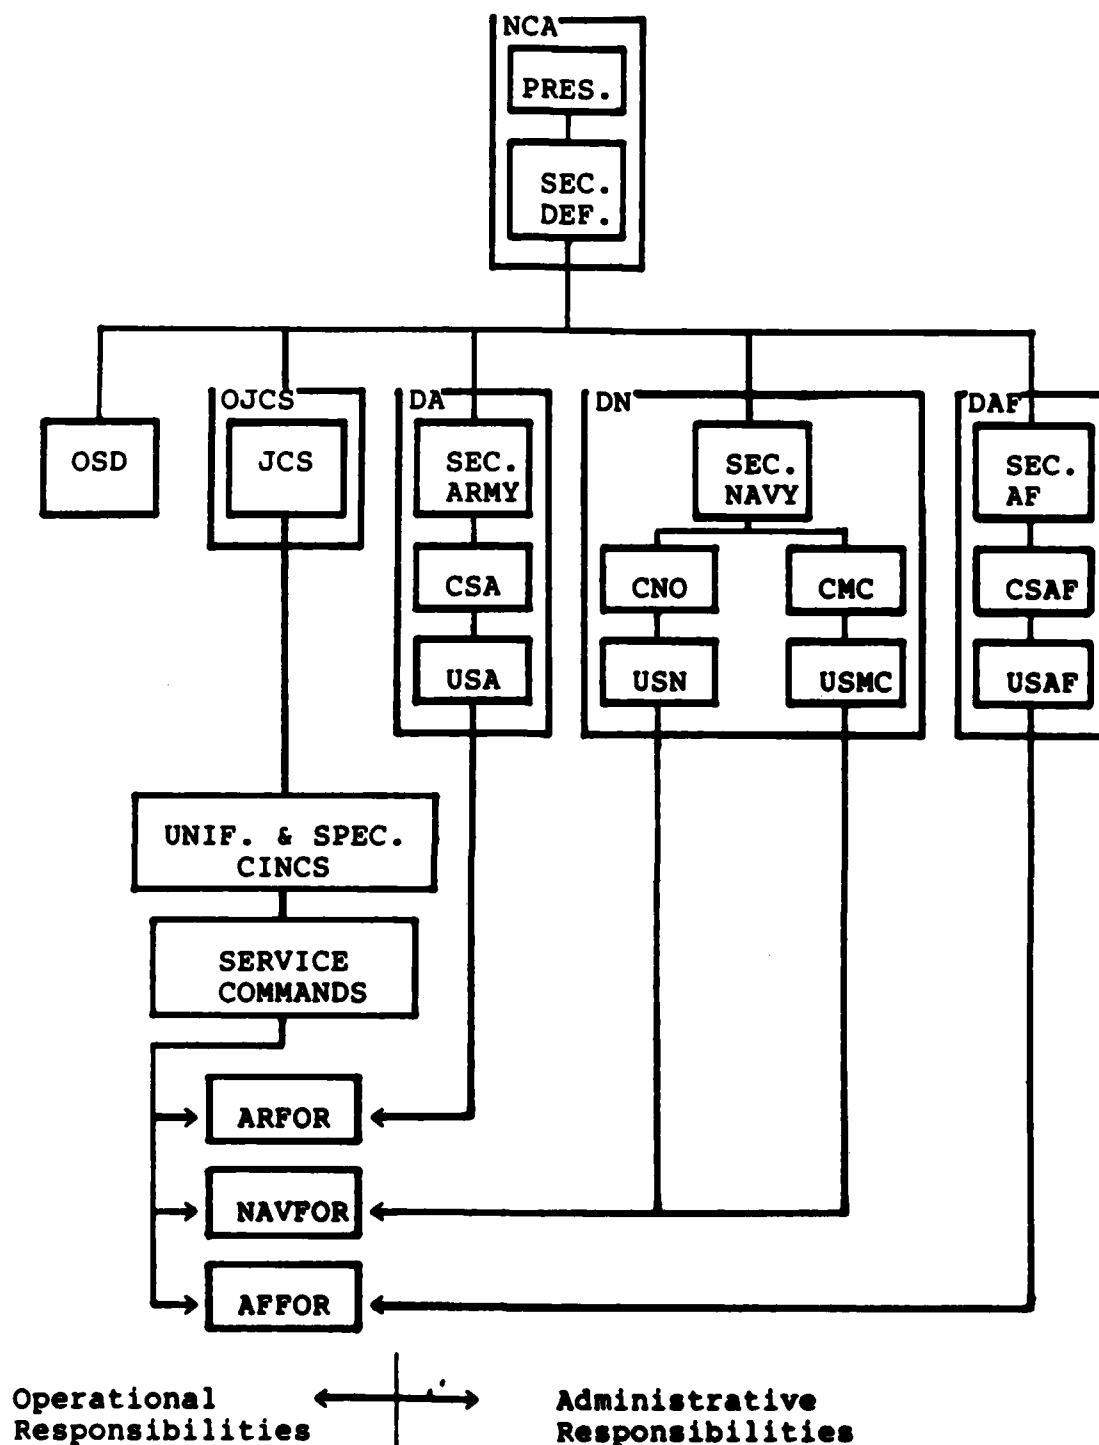 NCA
PRES.
SEC.
DEF.
OJCS
DA
DN
DAF
OSD
JCS
SEC.
ARMY
SEC.
NAVY
SEC.
AF
CSA
CNO
CMC
CSAF
USA
USN
USMC
USAF
UNIF. & SPEC.
CINCS
SERVICE
COMMANDS
ARFOR
NAVFOR
AFFOR
Operational
Responsibilities
Administrative
Responsibilities